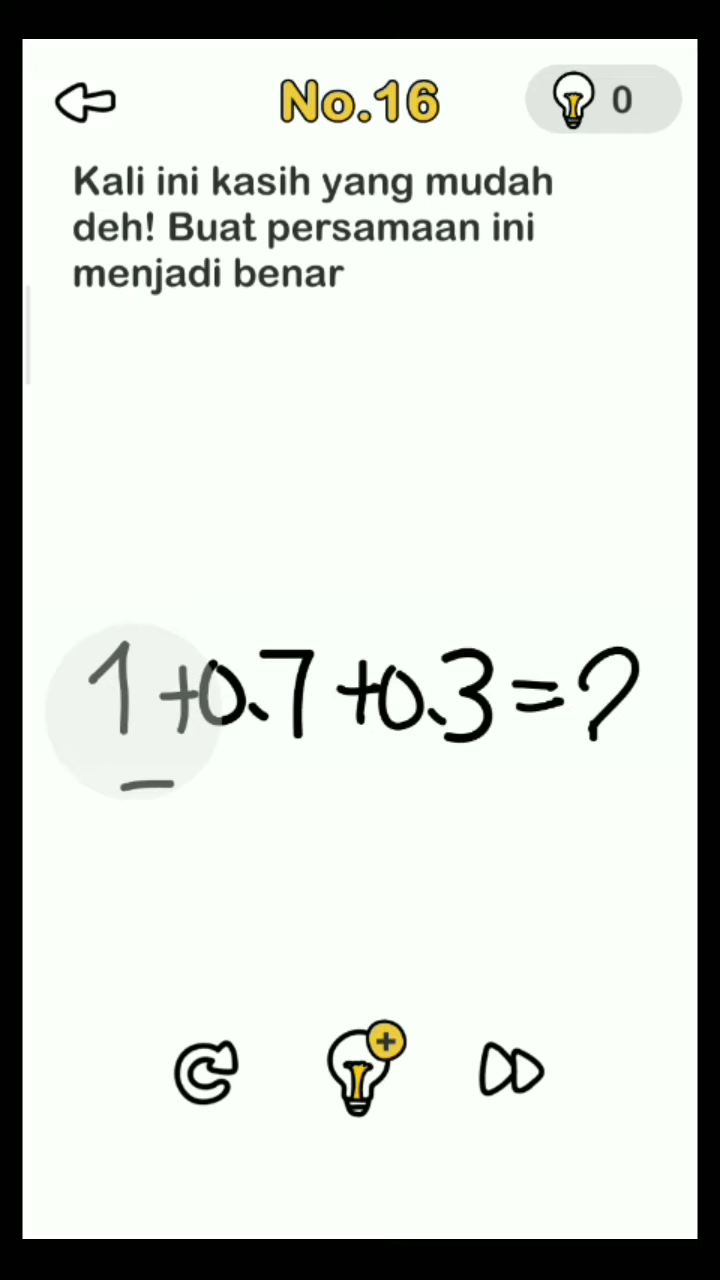 No.16
0
Kali ini kasih yang mudah
deh! Buat persamaan ini
menjadi benar
1+0.7+0.3=?